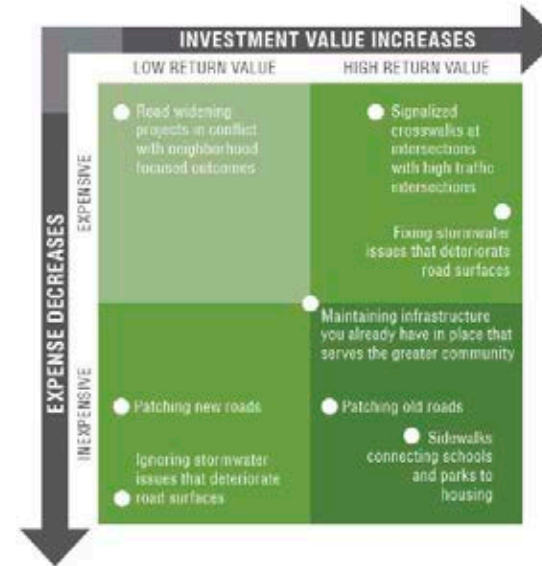 INVESTMENT VALUE INCREASES
LOW RETURN VALUE
HIGH RETURN VALUE
EXPENSE DECREASES
EXPENSIVE
INEXPENSIVE
Road widening
projects in conflict
with neighborhood
focused outcomes
Signalized
crosswalks at
intersections
with high traffic
intersections
Fixing stormwater
issues that deteriorate
road surfaces
Maintaining infrastructure
you already have in place that
serves the greater community
Patching new roads
Ignoring stormwater
issues that deteriorate
road surfaces
Patching old roads
Sidewalks
connecting schools
and parks to
housing